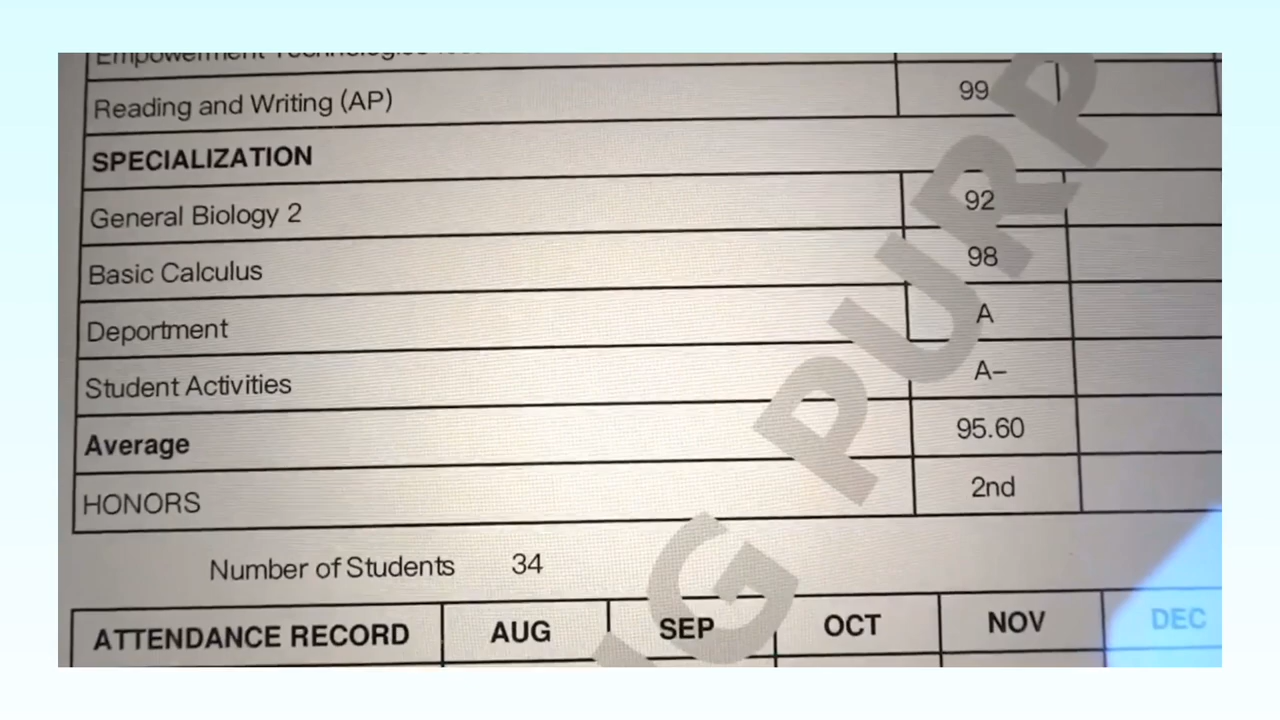 Reading and Writing (AP) 99
SPECIALIZATION
General Biology 2 92
Basic Calculus 98
Deportment A
Student Activities A-
Average 95.60
HONORS 2nd
Number of Students 34
ATTENDANCE RECORD AUG SEP OCT NOV DEC
G PURP